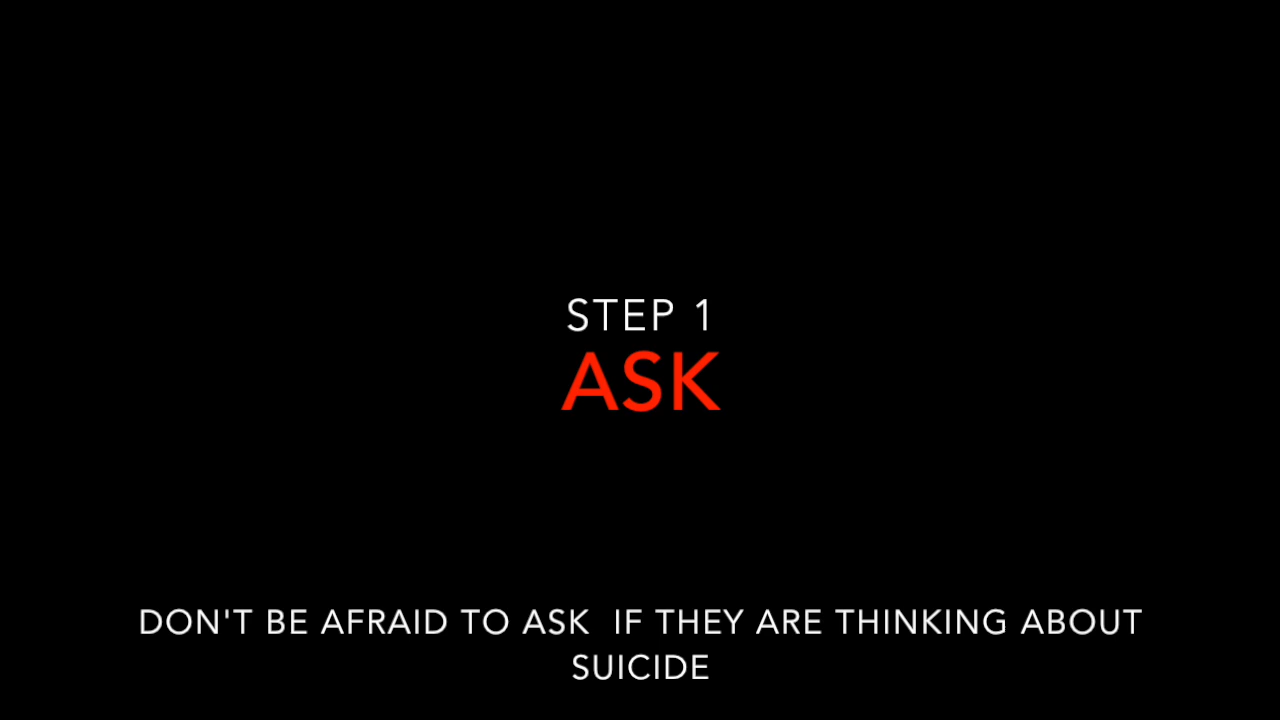 STEP 1
ASK
DON'T BE AFRAID TO ASK  IF THEY ARE THINKING ABOUT
SUICIDE